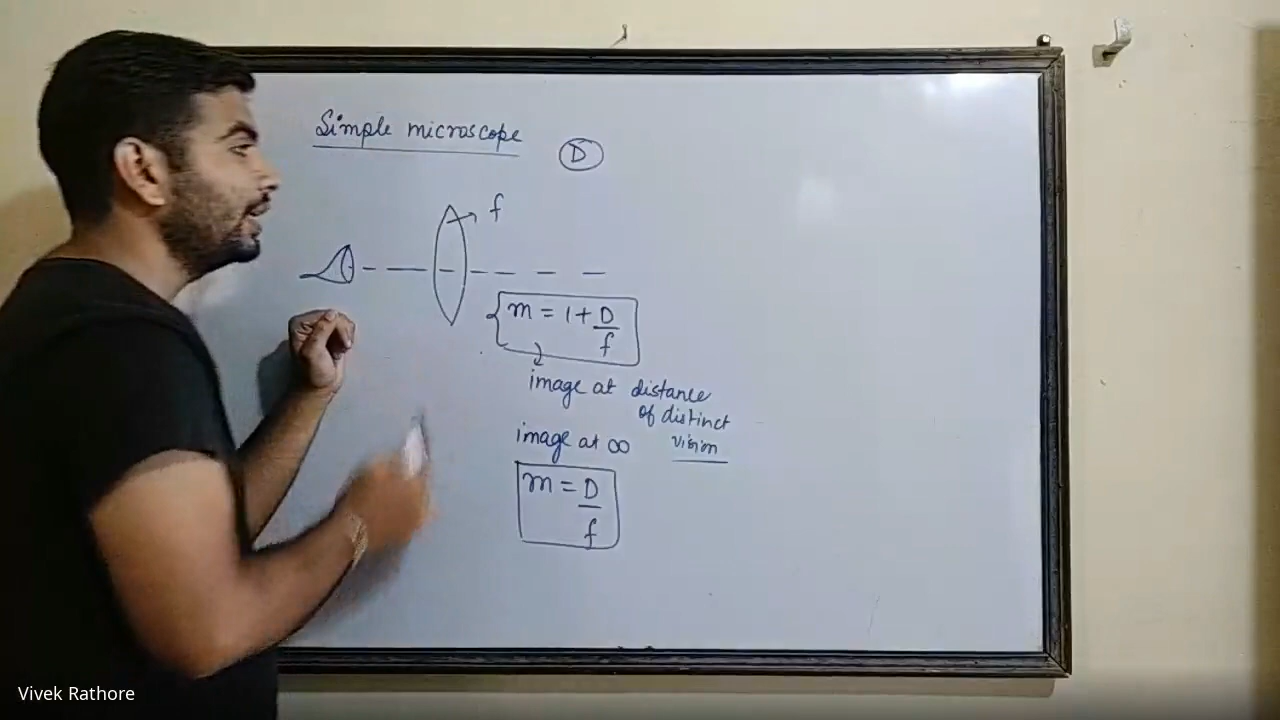 Simple microscope
D
f
m = 1 + D/f
image at distance
of distinct
vision
image at ∞
m = D/f
Vivek Rathore